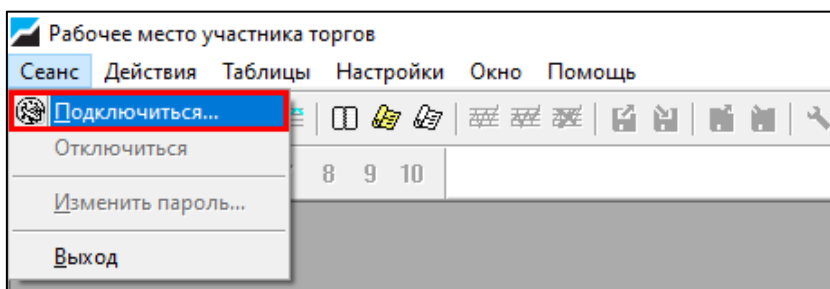 Рабочее место участника торгов
Сеанс Действия Таблицы Настройки Окно Помощь
Подключиться...
Отключиться
8 9 10
Изменить пароль...
Выход